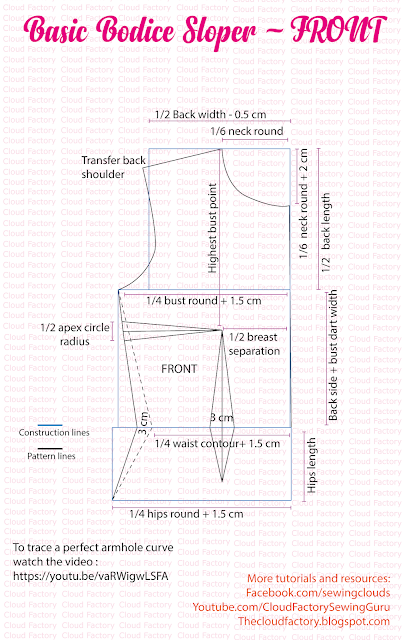 Basic Bodice Sloper ~ FRONT
1/2 Back width - 0.5 cm
1/6 neck round
Transfer back
shoulder
Highest bust point
1/6 neck round + 2 cm
1/2 back length
1/4 bust round + 1.5 cm
1/2 apex circle
radius
1/2 breast
separation
Back side + bust dart width
FRONT
3 cm
3 cm
Construction lines
Pattern lines
1/4 waist contour+ 1.5 cm
Hips length
1/4 hips round + 1.5 cm
To trace a perfect armhole curve
watch the video :
https://youtu.be/vaRWigwLSFA
More tutorials and resources:
Facebook.com/sewingclouds
Youtube.com/CloudFactorySewingGuru
Thecloudfactory.blogspot.com
Cloud Factory